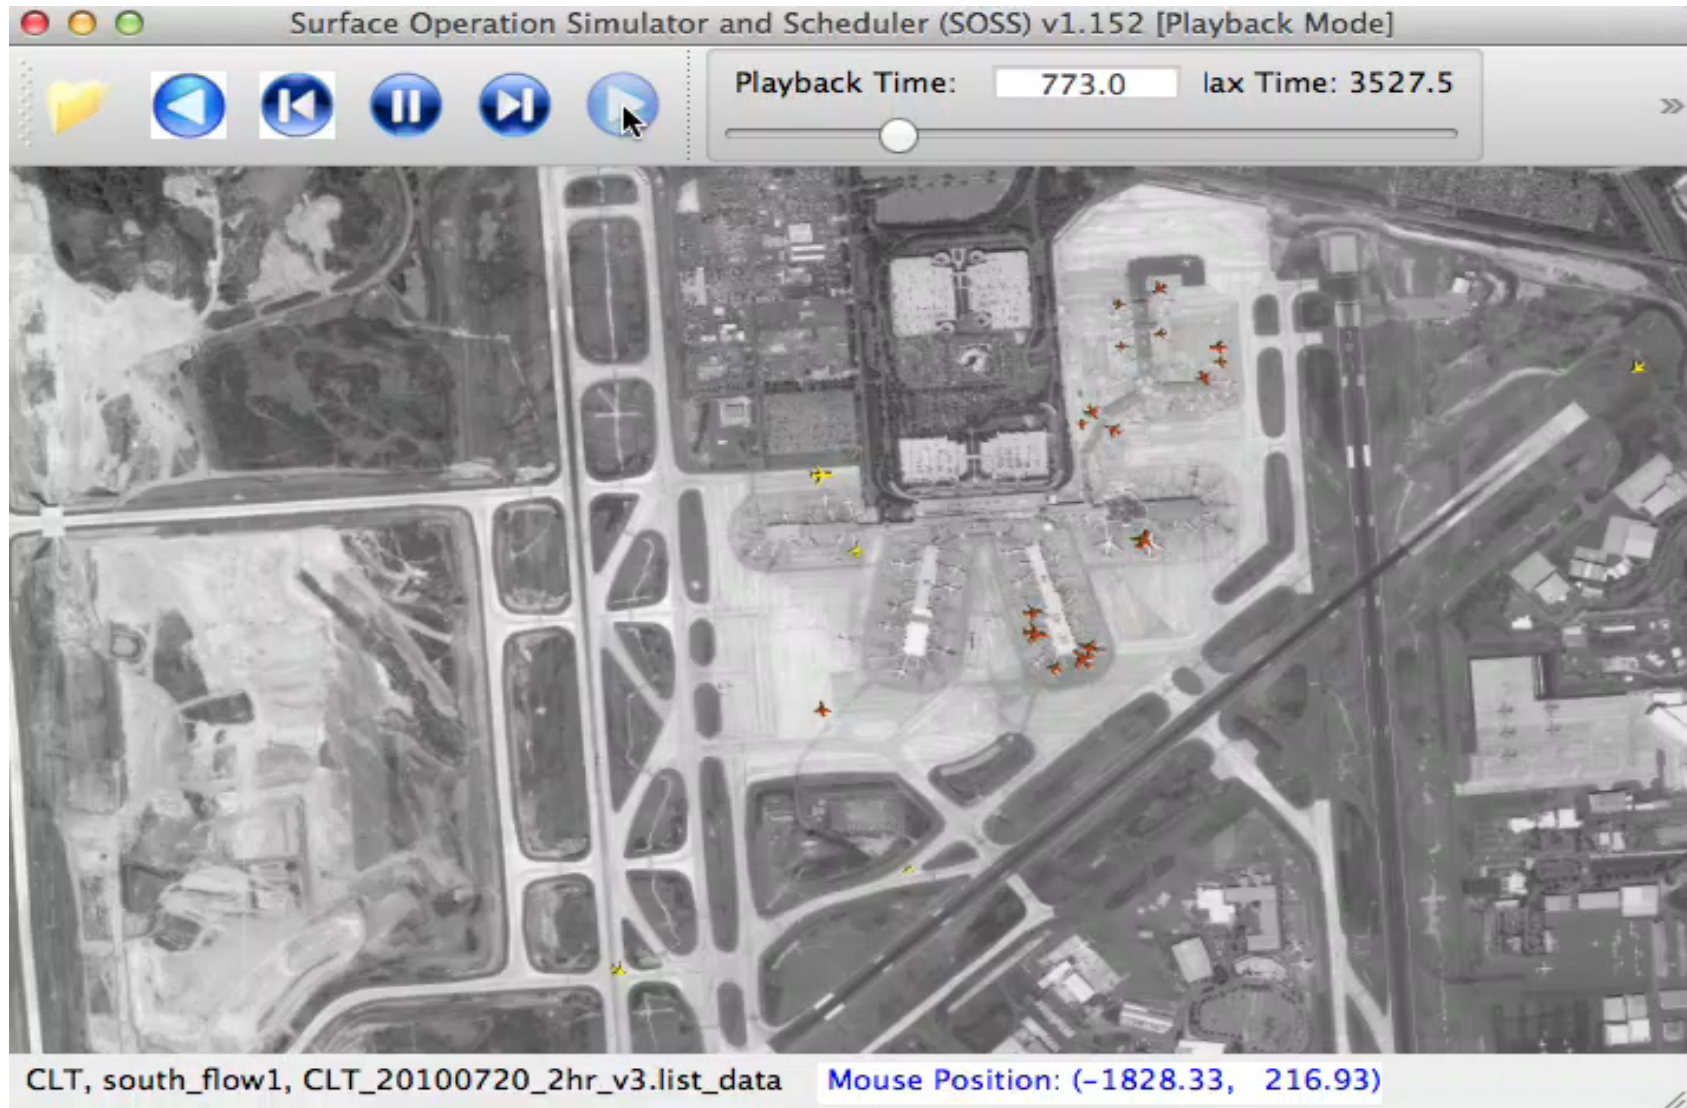 Surface Operation Simulator and Scheduler (SOSS) v1.152 [Playback Mode]
Playback Time: 773.0 lax Time: 3527.5
CLT, south_flow1, CLT_20100720_2hr_v3.list_data Mouse Position: (-1828.33, 216.93)